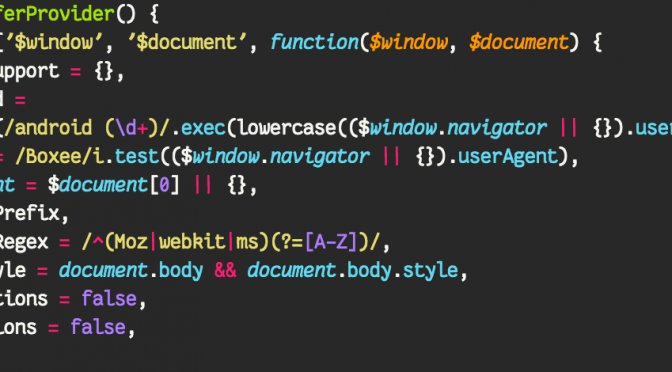 ferProvider() {
['$window', '$document', function($window, $document) {
upport = {},
d =
(/android (\d+)/.exec(lowercase(($window.navigator || {}).user
= /Boxee/i.test(($window.navigator || {}).userAgent),
nt = $document[0] || {},
Prefix,
Regex = /^(Moz|webkit|ms)(?=[A-Z])/,
yle = document.body && document.body.style,
tions = false,
ions = false,